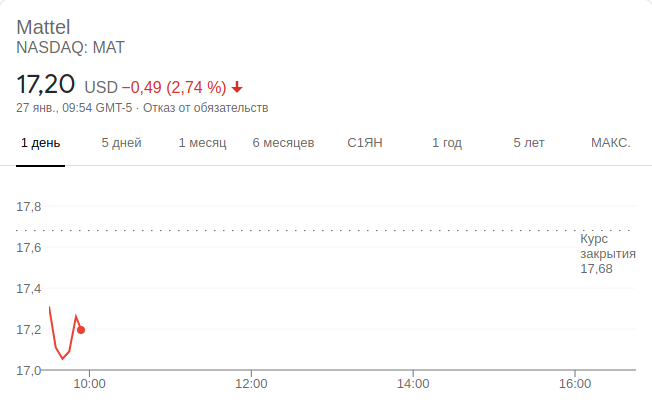 Mattel
NASDAQ: MAT
17,20 USD −0,49 (2,74 %)
27 янв., 09:54 GMT-5 · Отказ от обязательств
1 день 5 дней 1 месяц 6 месяцев С1ЯН 1 год 5 лет МАКС.
17,8
Курс
закрытия
17,68
17,6
17,4
17,2
17,0
10:00 12:00 14:00 16:00